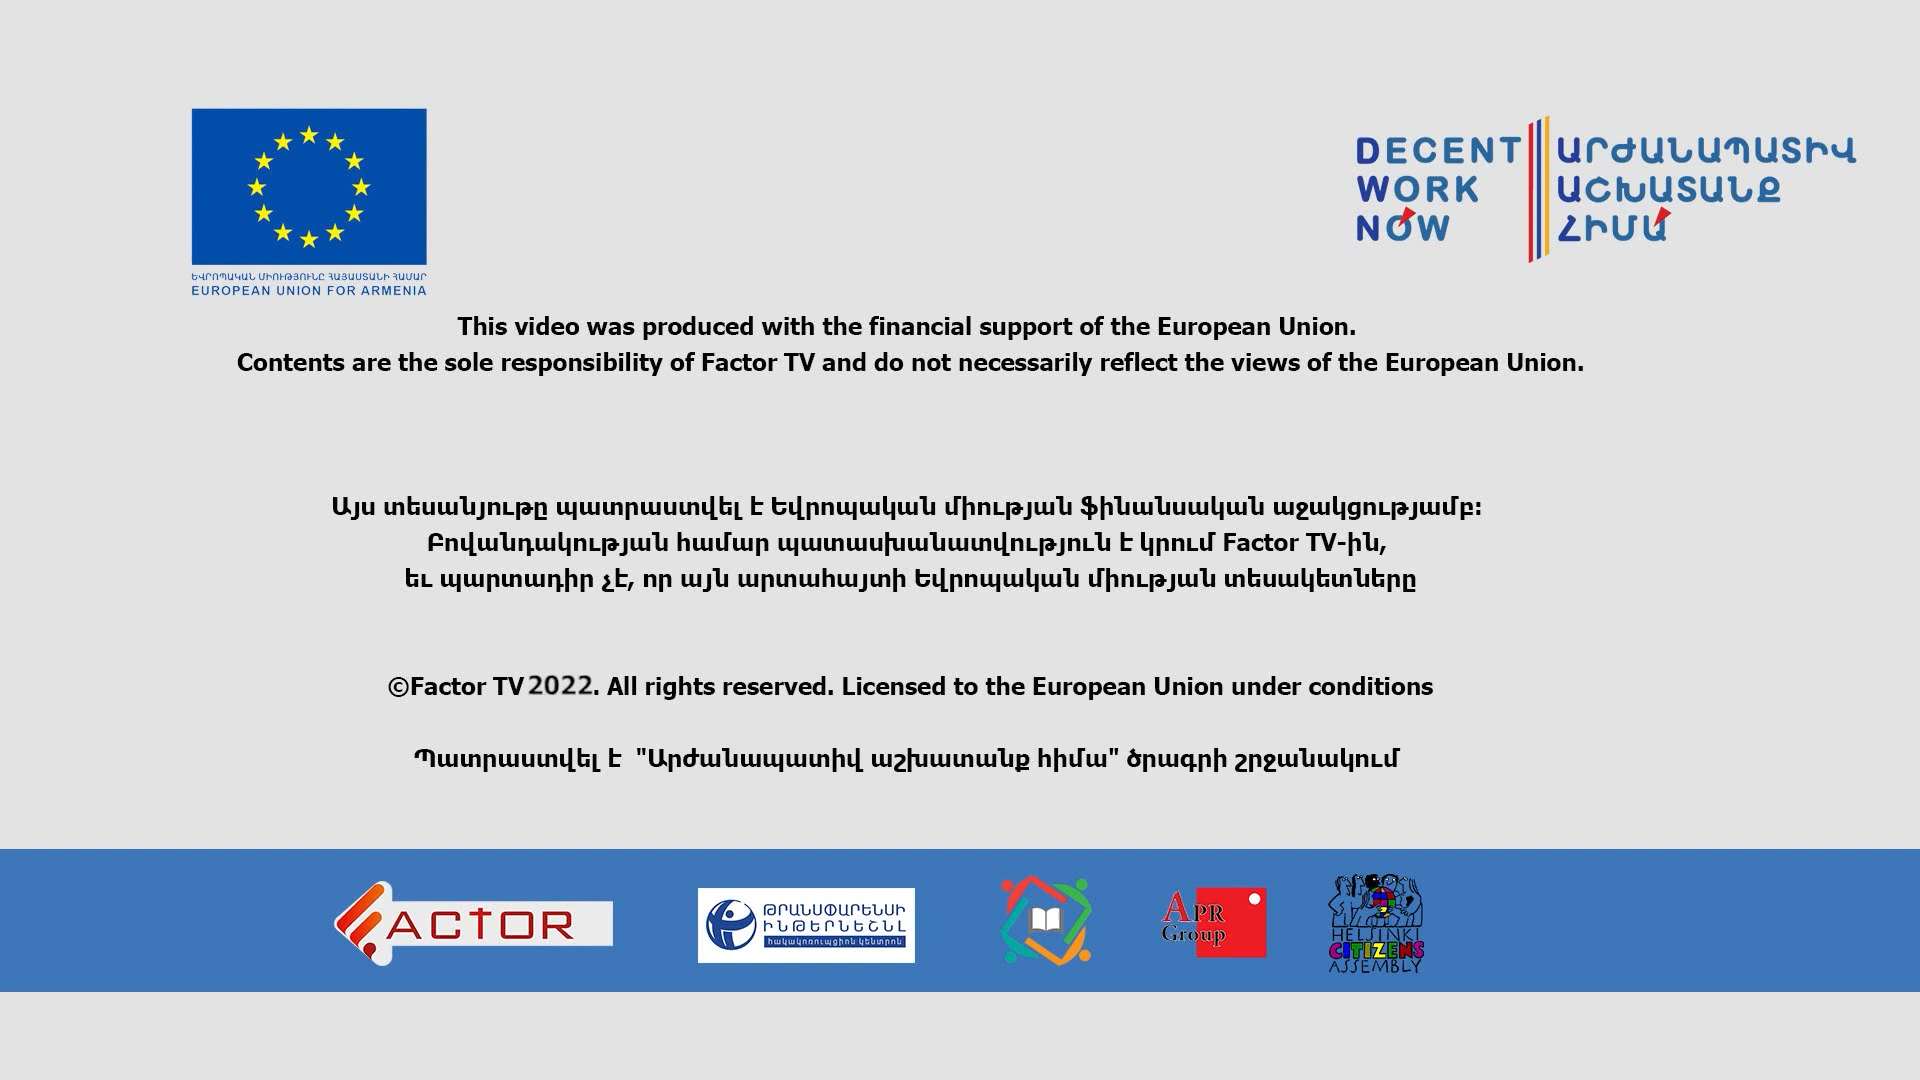 ԵՎՐՈՊԱԿԱՆ ՄԻՈՒԹՅՈՒՆԸ ՀԱՅԱՍՏԱՆԻ ՀԱՄԱՐ
EUROPEAN UNION FOR ARMENIA
DECENT
WORK
NOW
ԱՐԺԱՆԱՊԱՏԻՎ
ԱՇԽԱՏԱՆՔ
ՀԻՄԱ
This video was produced with the financial support of the European Union.
Contents are the sole responsibility of Factor TV and do not necessarily reflect the views of the European Union.
Այս տեսանյութը պատրաստվել է Եվրոպական միության ֆինանսական աջակցությամբ:
Բովանդակության համար պատասխանատվություն է կրում Factor TV-ին,
եւ պարտադիր չէ, որ այն արտահայտի Եվրոպական միության տեսակետները
©Factor TV 2022. All rights reserved. Licensed to the European Union under conditions
Պատրաստվել է "Արժանապատիվ աշխատանք հիմա" ծրագրի շրջանակում
FACTOR
ԹՐԱՆՍՓԱՐԵՆՍԻ
ԻՆԹԵՐՆԵՇՆԼ
հակակոռուպցիոն կենտրոն
APR
Group
HELSINKI
CITIZENS
ASSEMBLY